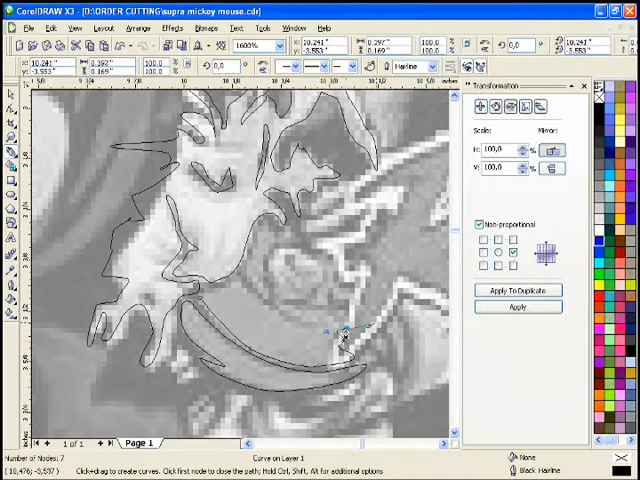 CorelDRAW X3 - [D:\ORDER CUTTING\supra mickey mouse.cdr]
File Edit View Layout Arrange Effects Bitmaps Text Tools Window Help
1600%
x: 10.241" 0.397" 100.0 % 0,0 Hairline
y: -3.553" 0.169" 100.0 %
Transformation
Scale: Mirror:
H: 100,0 %
V: 100,0 %
Non-proportional
Apply To Duplicate
Apply
1 of 1 Page 1
Number of Nodes: 7 Curve on Layer 1 None
(10,476; -3,537) Click+drag to create curves. Click first node to close the path; Hold Ctrl, Shift, Alt for additional options Black Hairline